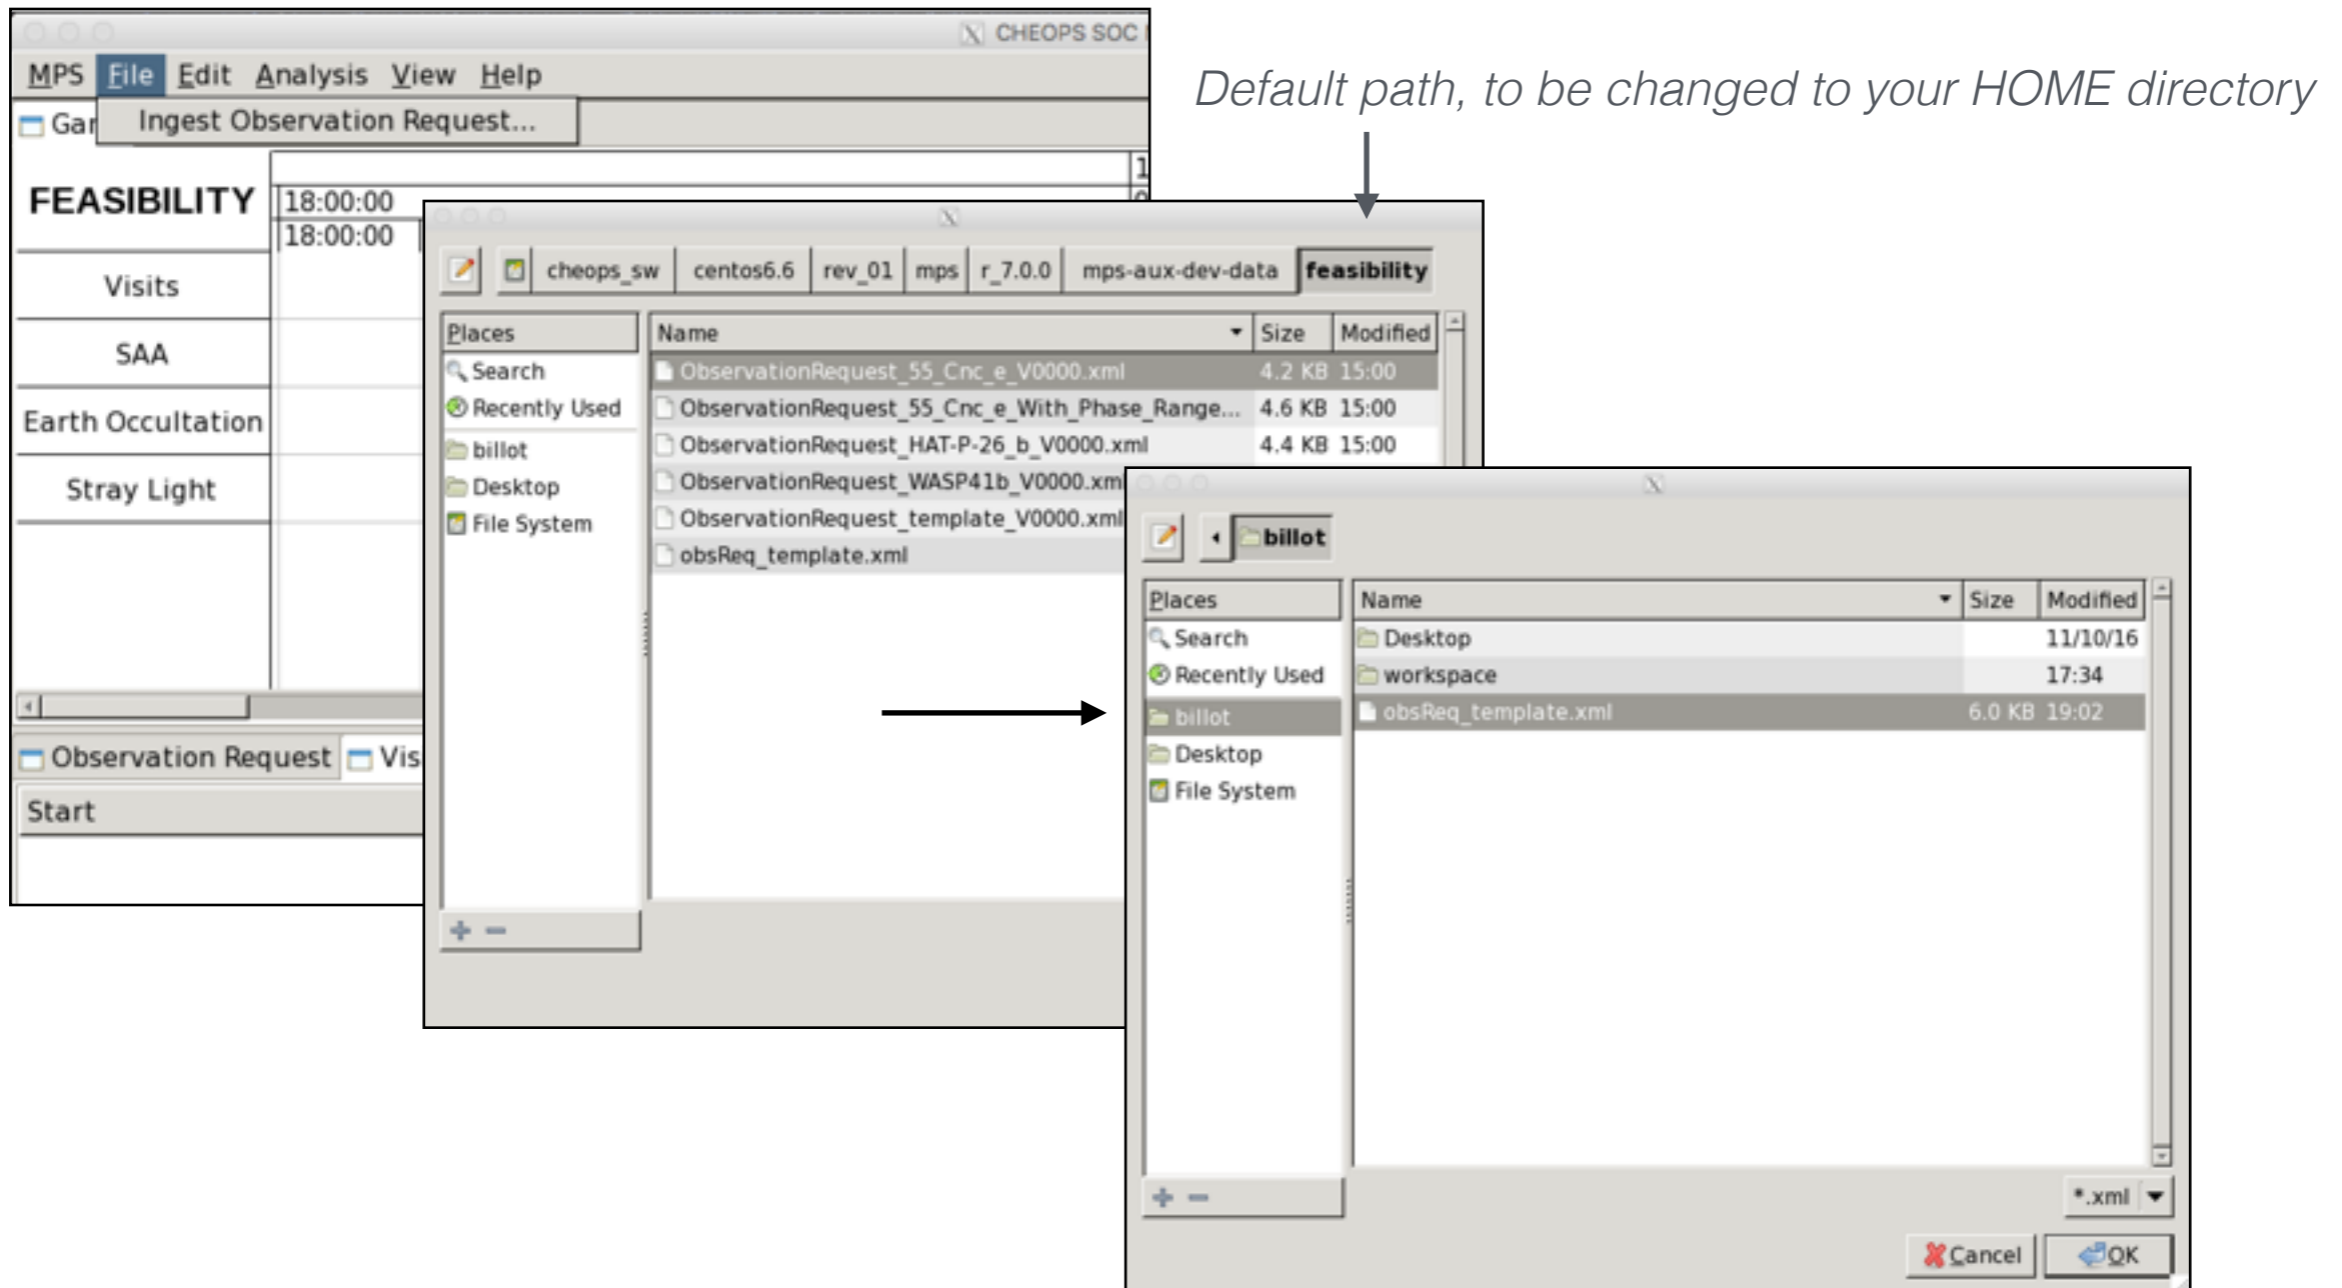 CHEOPS SOC
MPS File Edit Analysis View Help
Ingest Observation Request...
Default path, to be changed to your HOME directory
FEASIBILITY
18:00:00
18:00:00
Visits
SAA
Earth Occultation
Stray Light
Observation Request
Start
cheops_sw centos6.6 rev_01 mps r_7.0.0 mps-aux-dev-data feasibility
Places Name Size Modified
Search ObservationRequest_55_Cnc_e_V0000.xml 4.2 KB 15:00
Recently Used ObservationRequest_55_Cnc_e_With_Phase_Range... 4.6 KB 15:00
billot ObservationRequest_HAT-P-26_b_V0000.xml 4.4 KB 15:00
Desktop ObservationRequest_WASP41b_V0000.xml
File System ObservationRequest_template_V0000.xml
obsReq_template.xml
billot
Places Name Size Modified
Search Desktop 11/10/16
Recently Used workspace 17:34
billot obsReq_template.xml 6.0 KB 19:02
Desktop
File System
*.xml
Cancel OK